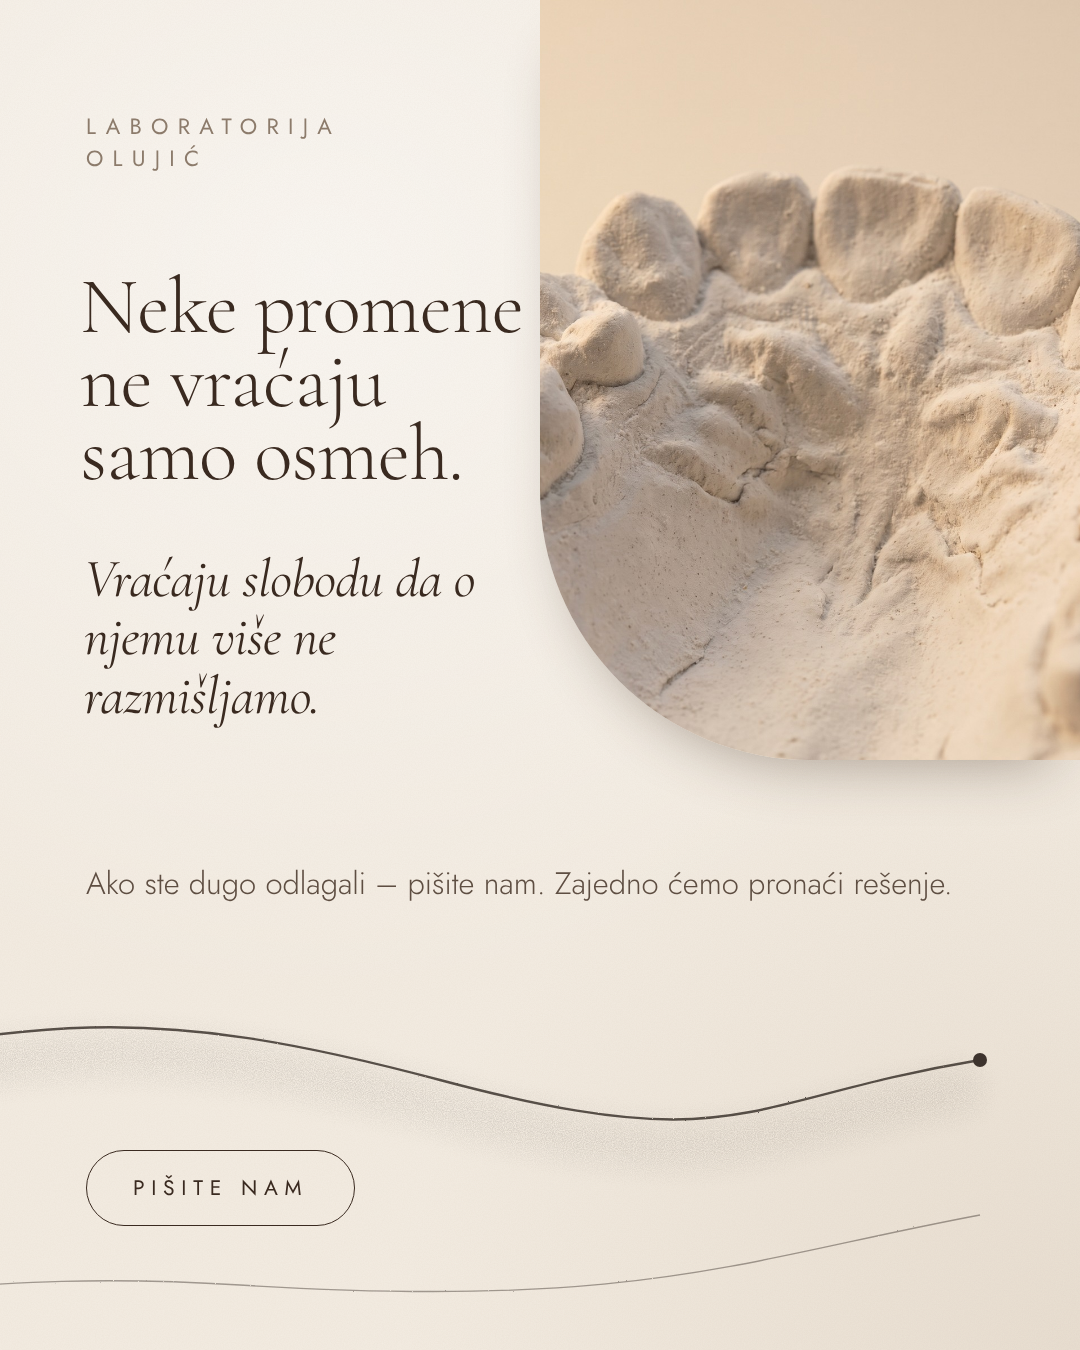 LABORATORIJA
OLUJIĆ
Neke promene
ne vraćaju
samo osmeh.
Vraćaju slobodu da o
njemu više ne
razmišljamo.
Ako ste dugo odlagali – pišite nam. Zajedno ćemo pronaći rešenje.
PIŠITE NAM